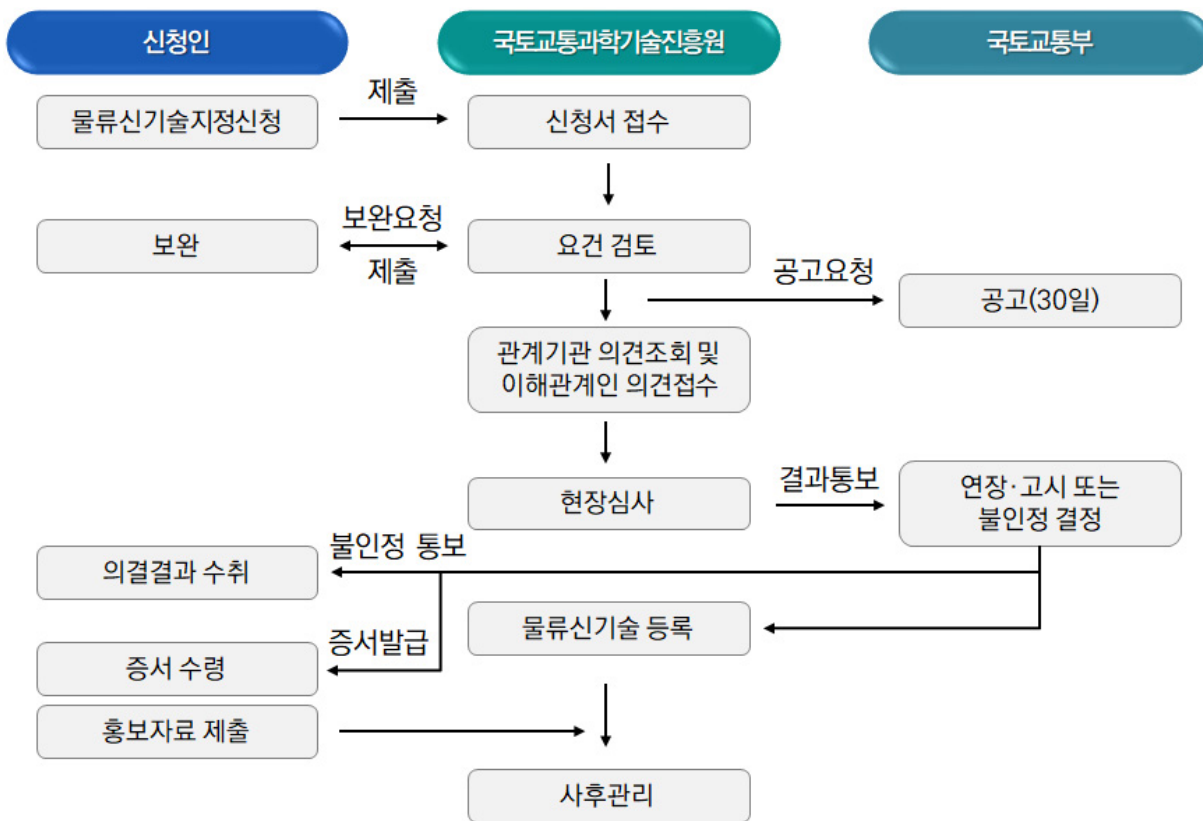 신청인
국토교통과학기술진흥원
국토교통부
물류신기술지정신청
제출
신청서 접수
보완
보완요청
제출
요건 검토
공고요청
공고(30일)
관계기관 의견조회 및
이해관계인 의견접수
현장심사
결과통보
연장·고시 또는
불인정 결정
불인정 통보
의결결과 수취
물류신기술 등록
증서발급
증서 수령
홍보자료 제출
사후관리